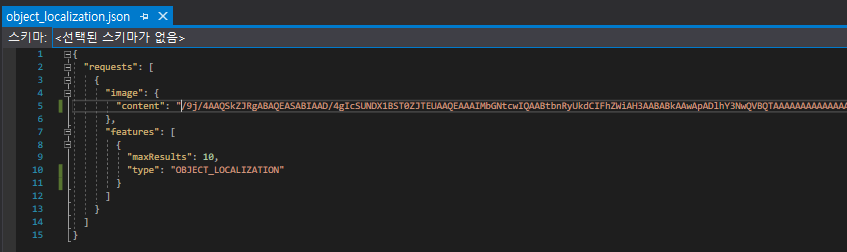 object_localization.json
스키마: <선택된 스키마가 없음>
1 {
2 "requests": [
3 {
4 "image": {
5 "content": "/9j/4AAQSkZJRgABAQEASABIAAD/4gIcSUNDX1BST0ZJTEUAAQEAAAIMbGNtcwIQAABtbnRyUkdCIFhZWiAH3AABABkAAwApADlhY3NwQVBQTAAAAAAAAAAAAAAA
6 },
7 "features": [
8 {
9 "maxResults": 10,
10 "type": "OBJECT_LOCALIZATION"
11 }
12 ]
13 }
14 ]
15 }